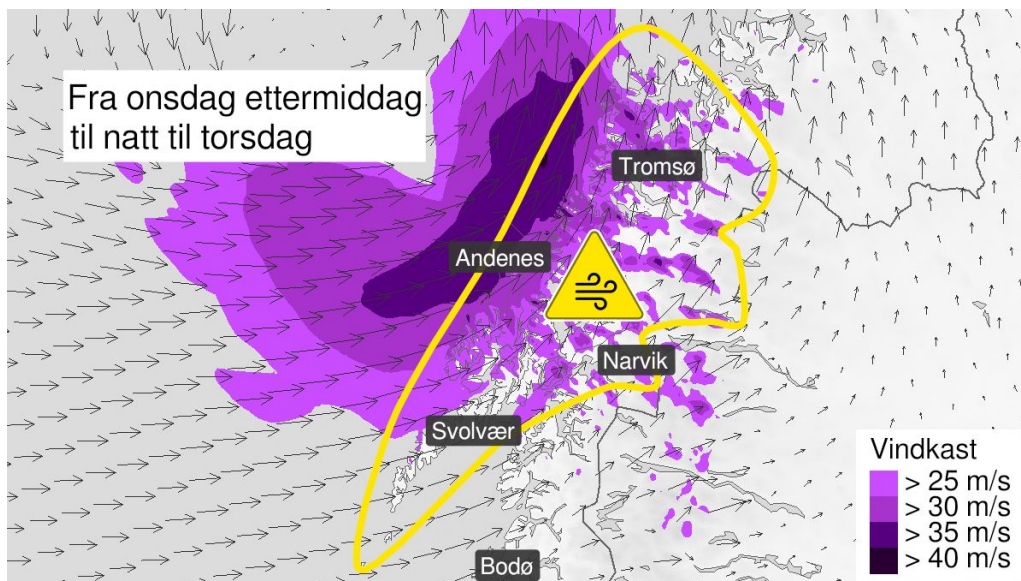 Fra onsdag ettermiddag
til natt til torsdag
Tromsø
Andenes
Narvik
Svolvær
Bodø
Vindkast
> 25 m/s
> 30 m/s
> 35 m/s
> 40 m/s